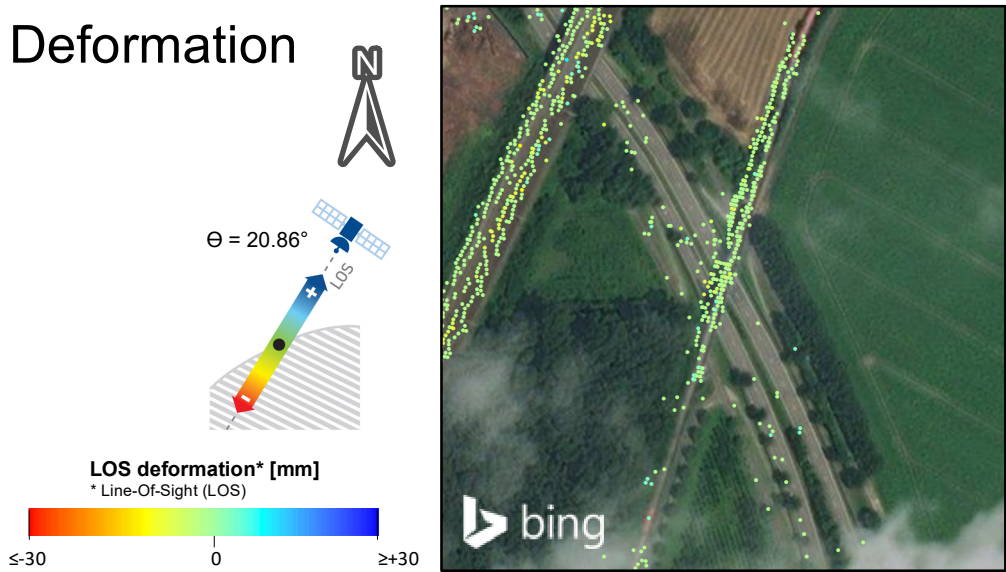 Deformation
N
Ɵ = 20.86°
LOS
+
-
LOS deformation* [mm]
* Line-Of-Sight (LOS)
≤-30 0 ≥+30
bing